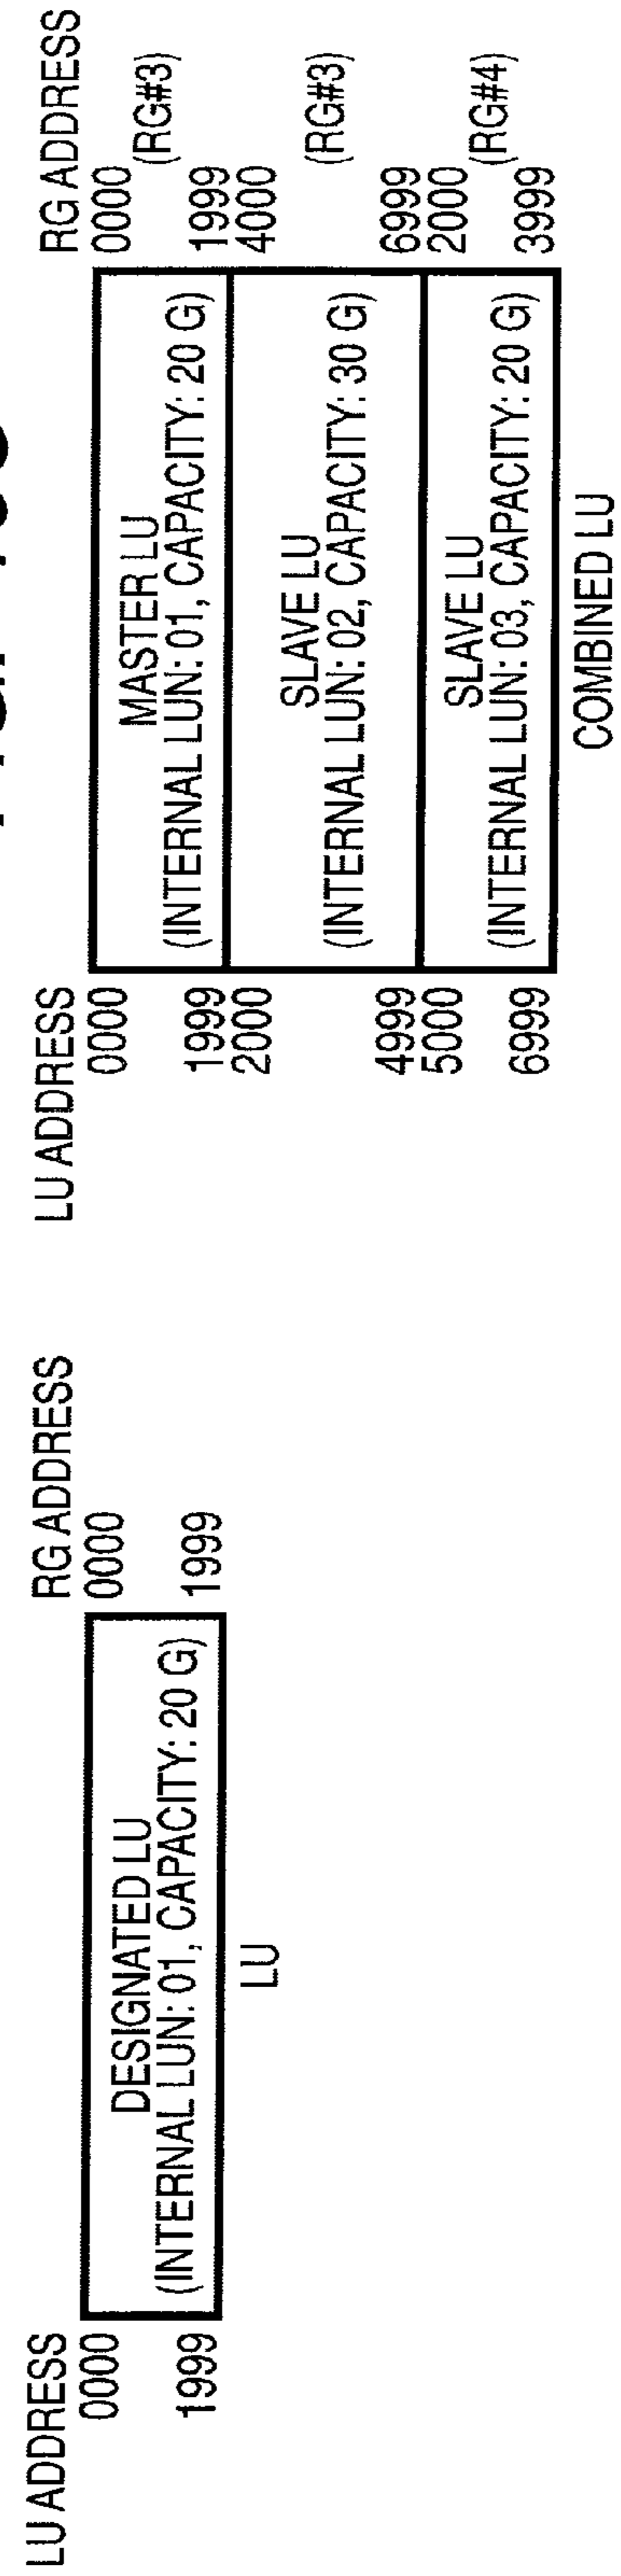 LU ADDRESS
RG ADDRESS
0000
DESIGNATED LU
0000
(INTERNAL LUN: 01, CAPACITY: 20 G)
1999
1999
LU
LU ADDRESS
RG ADDRESS
0000
MASTER LU
0000
(RG#3)
(INTERNAL LUN: 01, CAPACITY: 20 G)
1999
1999
2000
4000
SLAVE LU
(RG#3)
(INTERNAL LUN: 02, CAPACITY: 30 G)
4999
6999
5000
2000
SLAVE LU
(RG#4)
(INTERNAL LUN: 03, CAPACITY: 20 G)
6999
3999
COMBINED LU